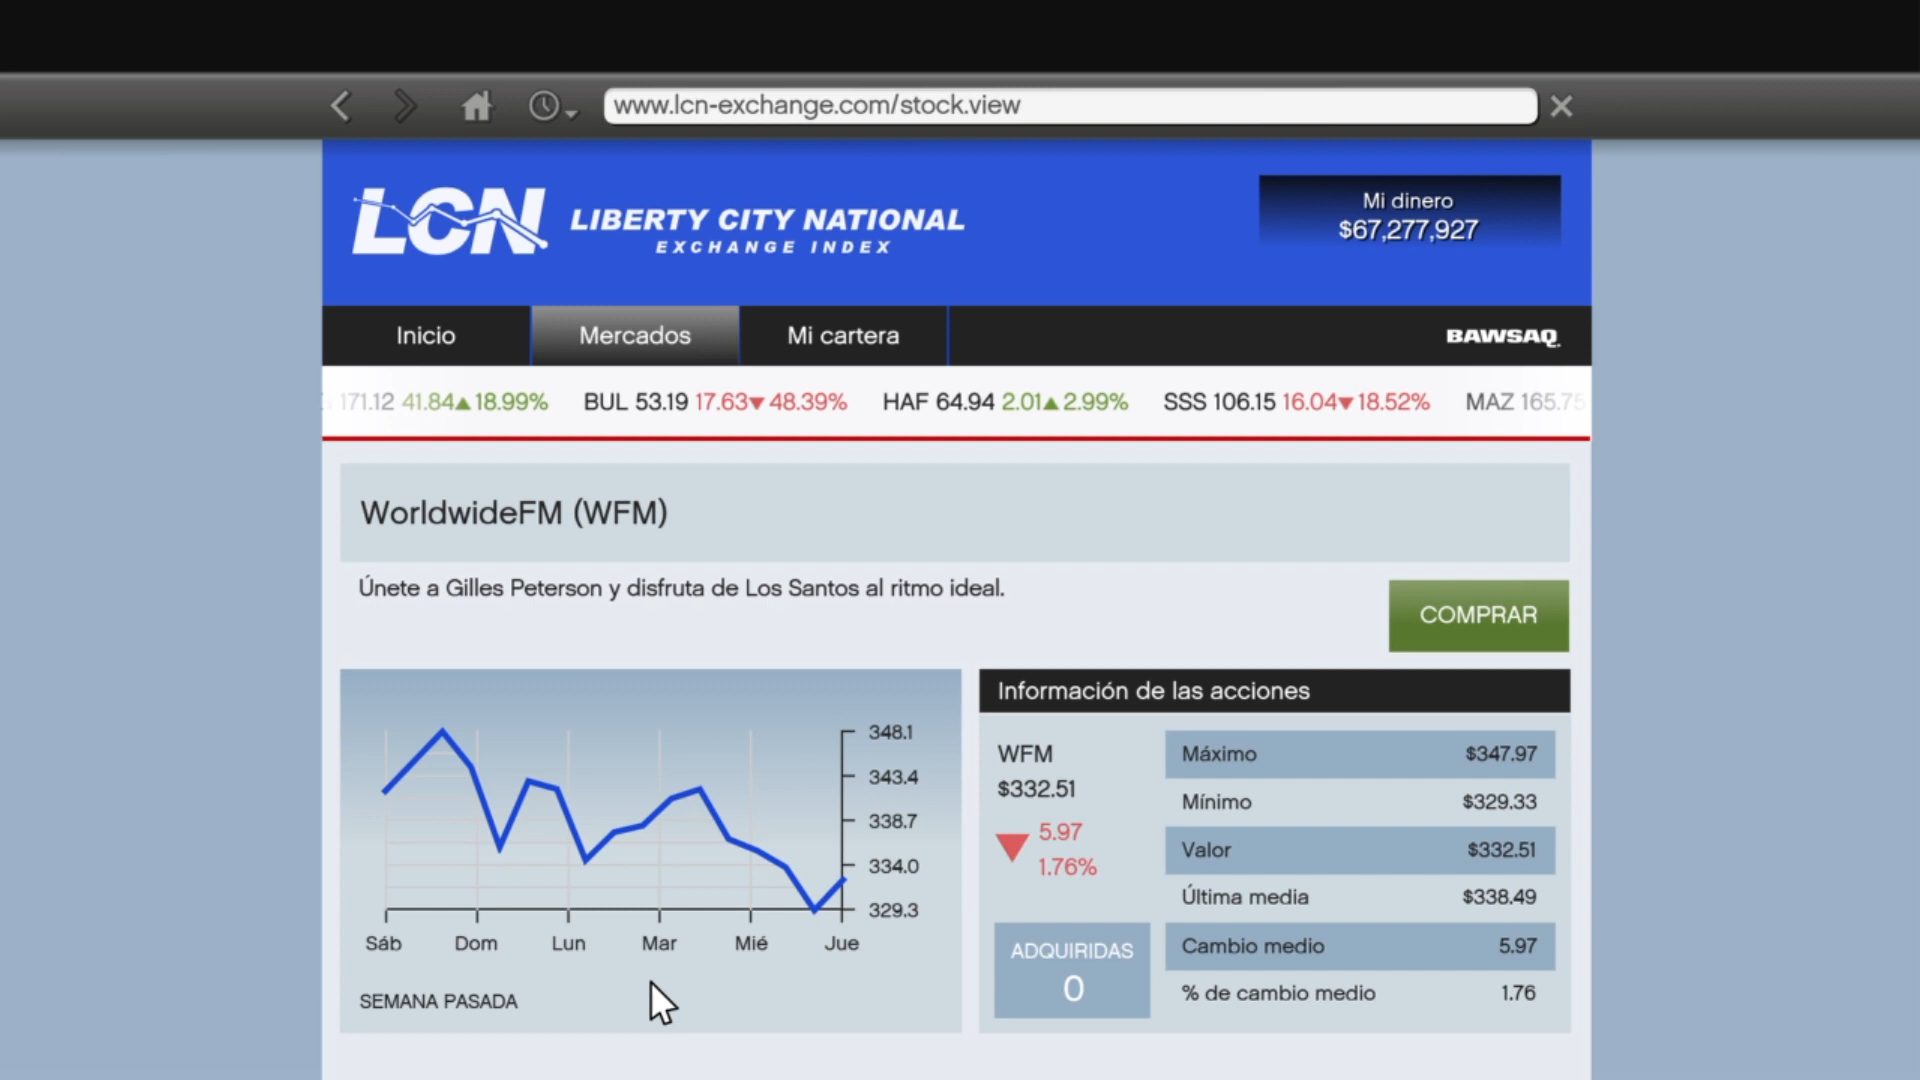 www.lcn-exchange.com/stock.view
LCN LIBERTY CITY NATIONAL
EXCHANGE INDEX
Mi dinero
$67,277,927
Inicio Mercados Mi cartera BAWSAQ
171.12 41.84▲18.99% BUL 53.19 17.63▼48.39% HAF 64.94 2.01▲2.99% SSS 106.15 16.04▼18.52% MAZ 165.75
WorldwideFM (WFM)
Únete a Gilles Peterson y disfruta de Los Santos al ritmo ideal.
COMPRAR
348.1
343.4
338.7
334.0
329.3
Sáb Dom Lun Mar Mié Jue
SEMANA PASADA
Información de las acciones
WFM
$332.51
5.97
1.76%
ADQUIRIDAS
0
Máximo $347.97
Mínimo $329.33
Valor $332.51
Última media $338.49
Cambio medio 5.97
% de cambio medio 1.76